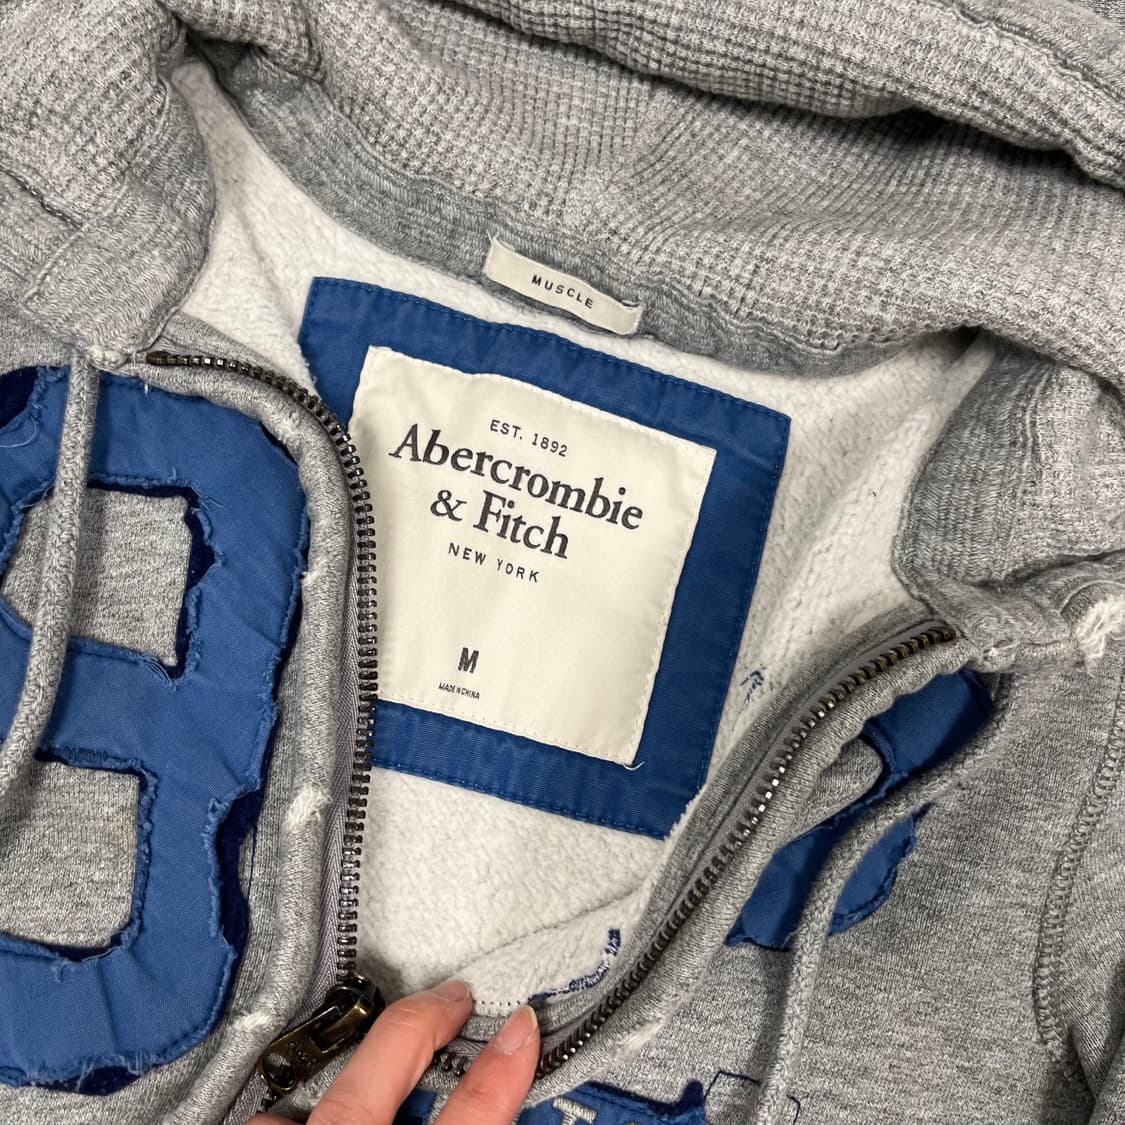 MUSCLE
EST. 1892
Abercrombie
& Fitch
NEW YORK
M
MADE IN CHINA